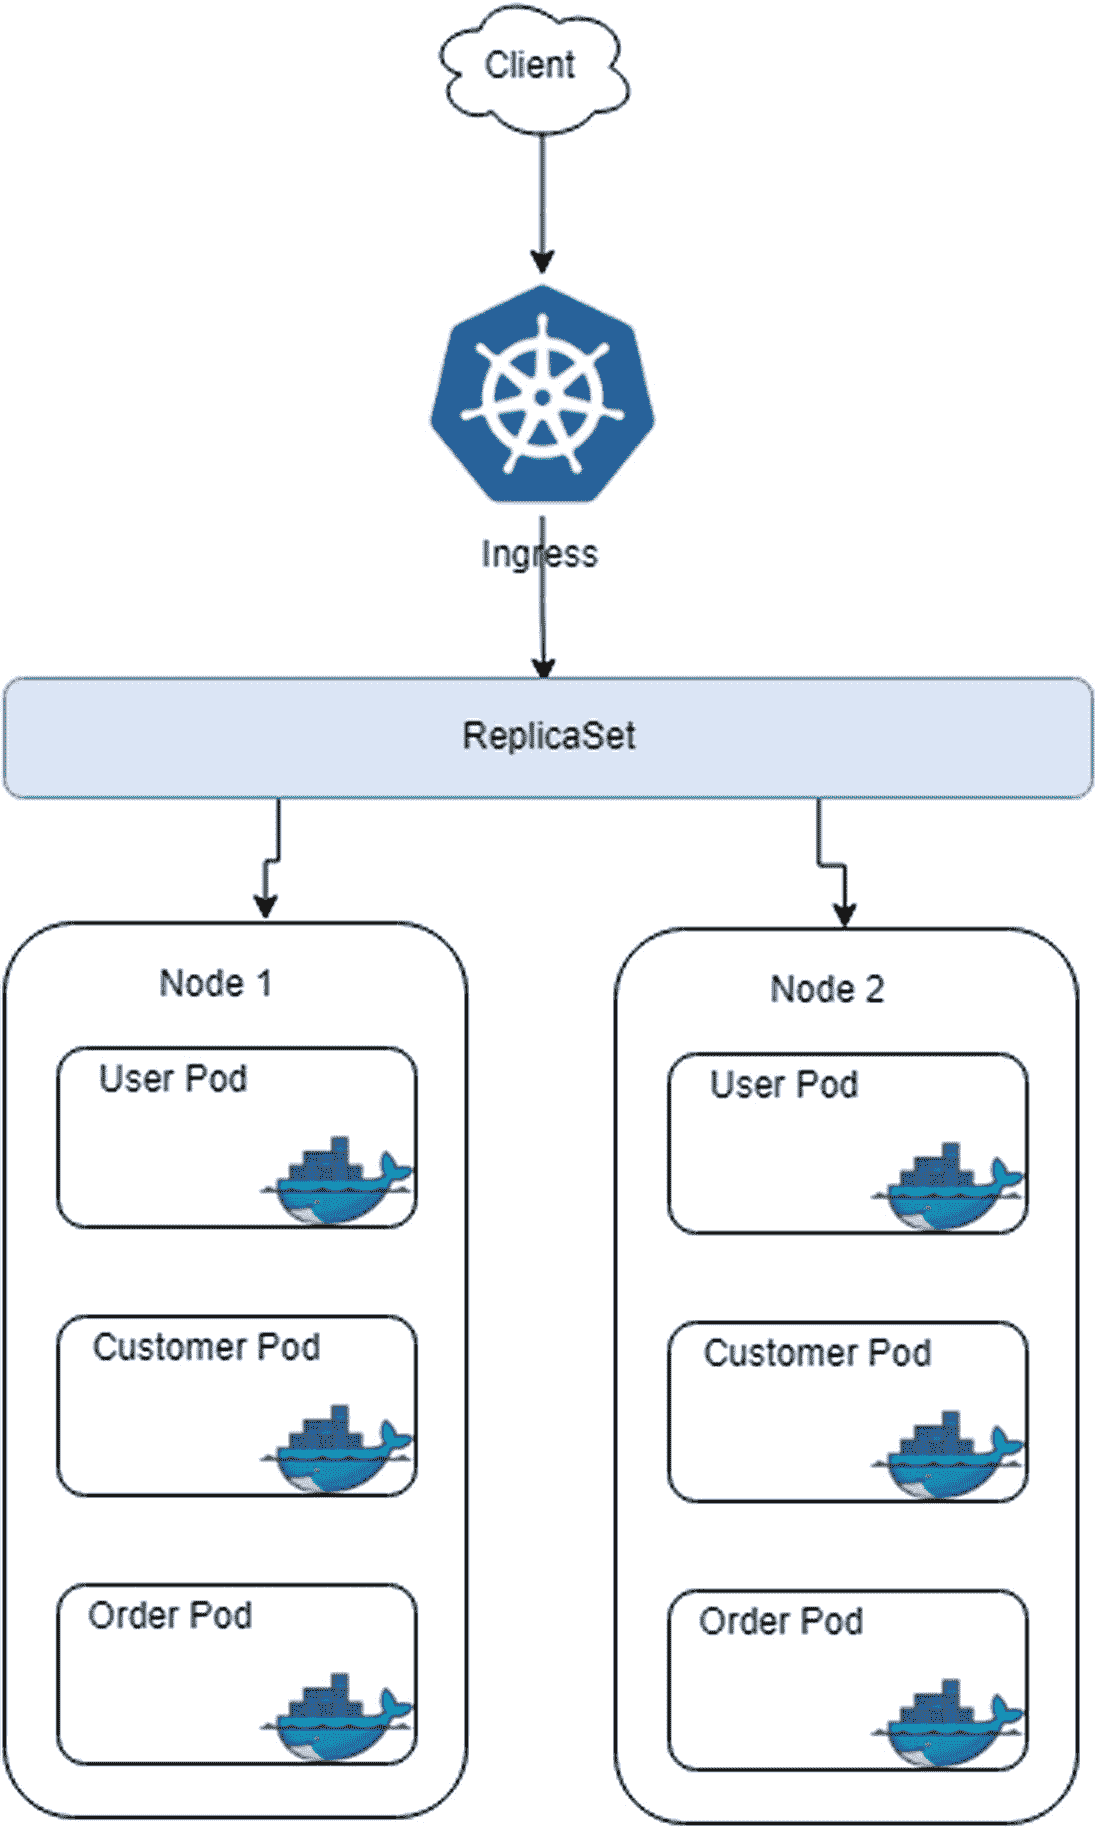 Client
Ingress
ReplicaSet
Node 1
User Pod
Customer Pod
Order Pod
Node 2
User Pod
Customer Pod
Order Pod